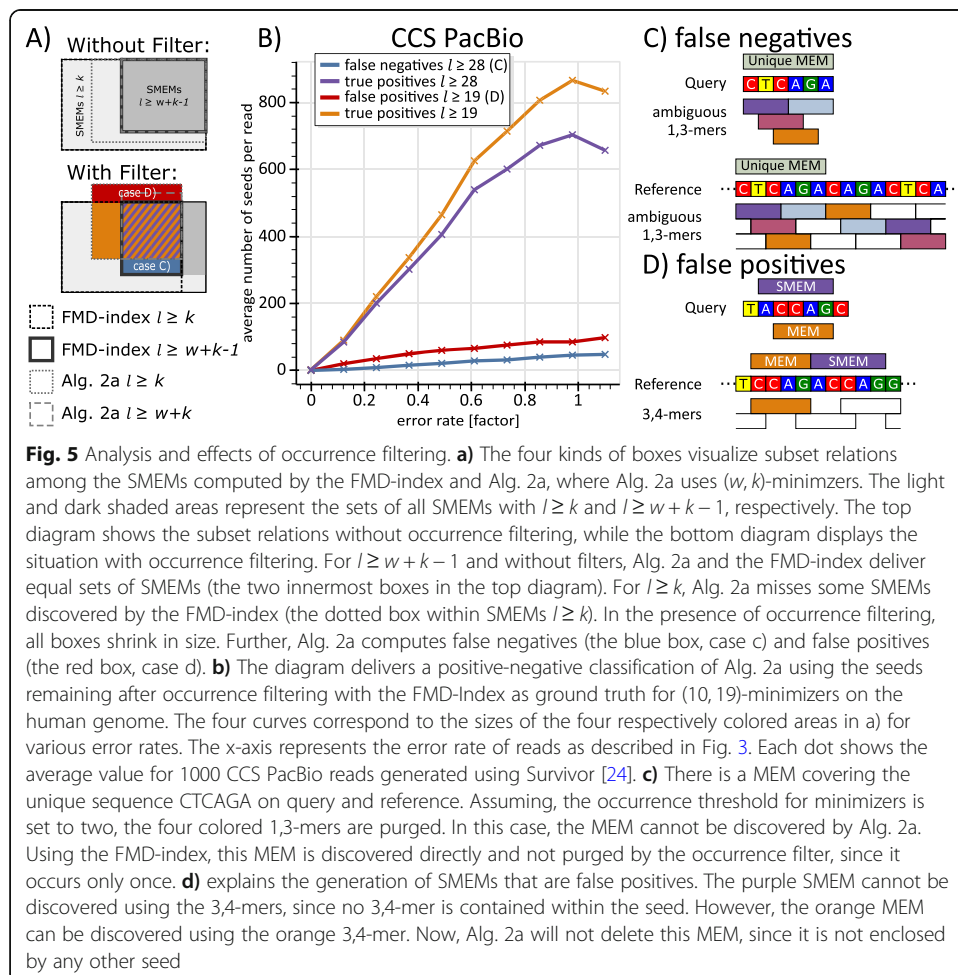 A)
Without Filter:
SMEMs l ≥ k
SMEMs
l ≥ w+k-1
With Filter:
case D)
case C)
FMD-index l ≥ k
FMD-index l ≥ w+k-1
Alg. 2a l ≥ k
Alg. 2a l ≥ w+k
B)
CCS PacBio
false negatives l ≥ 28 (C)
true positives l ≥ 28
false positives l ≥ 19 (D)
true positives l ≥ 19
average number of seeds per read
800
600
400
200
0
0 0.2 0.4 0.6 0.8 1
error rate [factor]
C) false negatives
Unique MEM
Query
C T C A G A
ambiguous
1,3-mers
Unique MEM
Reference
··· C T C A G A C A G A C T C A ···
ambiguous
1,3-mers
D) false positives
SMEM
Query
T A C C A G C
MEM
MEM SMEM
Reference
··· T C C A G A C C A G G ···
3,4-mers
Fig. 5 Analysis and effects of occurrence filtering. a) The four kinds of boxes visualize subset relations
among the SMEMs computed by the FMD-index and Alg. 2a, where Alg. 2a uses (w, k)-minimzers. The light
and dark shaded areas represent the sets of all SMEMs with l ≥ k and l ≥ w + k − 1, respectively. The top
diagram shows the subset relations without occurrence filtering, while the bottom diagram displays the
situation with occurrence filtering. For l ≥ w + k − 1 and without filters, Alg. 2a and the FMD-index deliver
equal sets of SMEMs (the two innermost boxes in the top diagram). For l ≥ k, Alg. 2a misses some SMEMs
discovered by the FMD-index (the dotted box within SMEMs l ≥ k). In the presence of occurrence filtering,
all boxes shrink in size. Further, Alg. 2a computes false negatives (the blue box, case c) and false positives
(the red box, case d). b) The diagram delivers a positive-negative classification of Alg. 2a using the seeds
remaining after occurrence filtering with the FMD-Index as ground truth for (10, 19)-minimizers on the
human genome. The four curves correspond to the sizes of the four respectively colored areas in a) for
various error rates. The x-axis represents the error rate of reads as described in Fig. 3. Each dot shows the
average value for 1000 CCS PacBio reads generated using Survivor [24]. c) There is a MEM covering the
unique sequence CTCAGA on query and reference. Assuming, the occurrence threshold for minimizers is
set to two, the four colored 1,3-mers are purged. In this case, the MEM cannot be discovered by Alg. 2a.
Using the FMD-index, this MEM is discovered directly and not purged by the occurrence filter, since it
occurs only once. d) explains the generation of SMEMs that are false positives. The purple SMEM cannot be
discovered using the 3,4-mers, since no 3,4-mer is contained within the seed. However, the orange MEM
can be discovered using the orange 3,4-mer. Now, Alg. 2a will not delete this MEM, since it is not enclosed
by any other seed